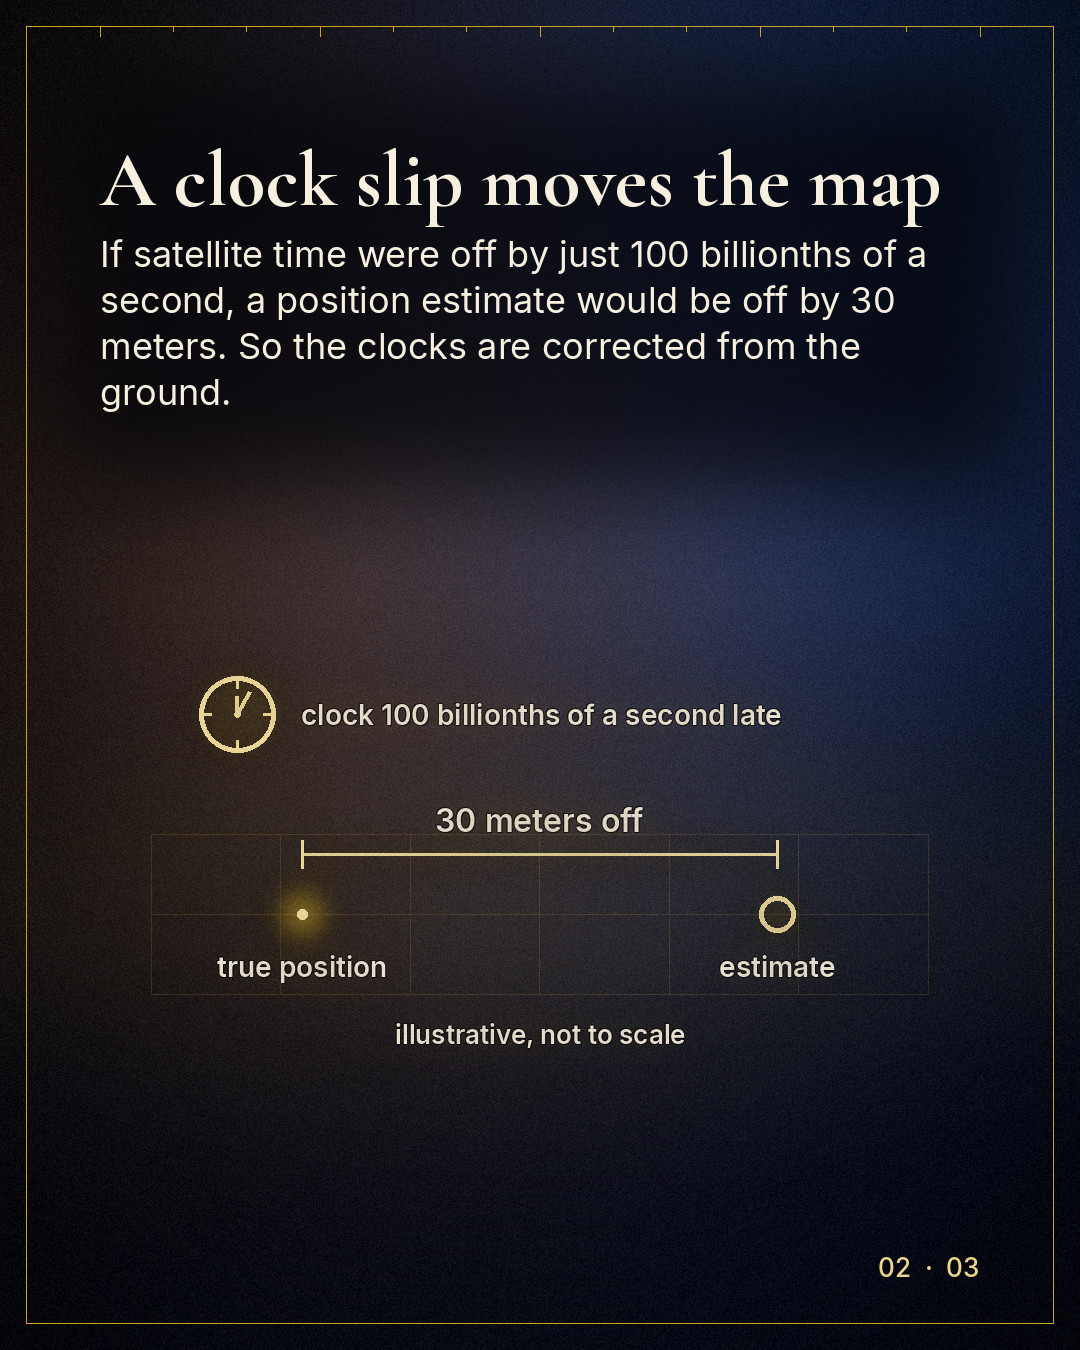 A clock slip moves the map
If satellite time were off by just 100 billionths of a
second, a position estimate would be off by 30
meters. So the clocks are corrected from the
ground.
clock 100 billionths of a second late
30 meters off
true position
estimate
illustrative, not to scale
02 · 03